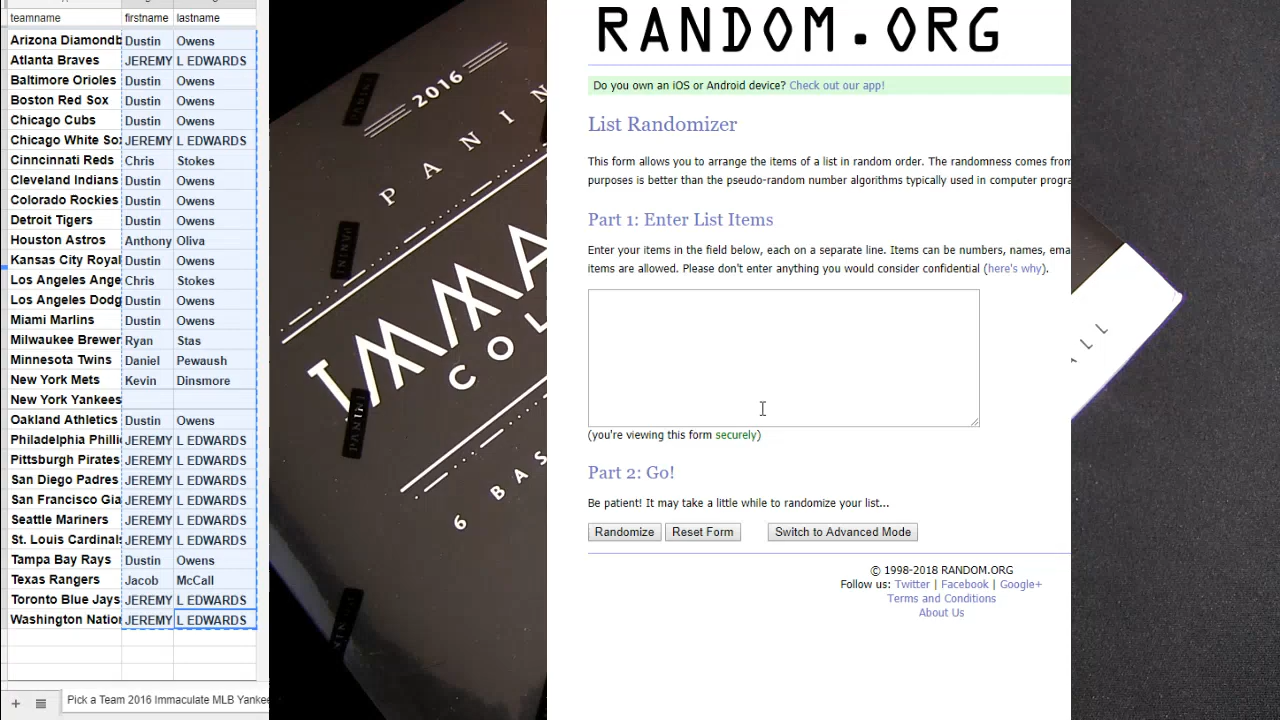 teamname firstname lastname
Arizona Diamondb Dustin Owens
Atlanta Braves JEREMY L EDWARDS
Baltimore Orioles Dustin Owens
Boston Red Sox Dustin Owens
Chicago Cubs Dustin Owens
Chicago White Sox JEREMY L EDWARDS
Cinncinnati Reds Chris Stokes
Cleveland Indians Dustin Owens
Colorado Rockies Dustin Owens
Detroit Tigers Dustin Owens
Houston Astros Anthony Oliva
Kansas City Royal Dustin Owens
Los Angeles Ange Chris Stokes
Los Angeles Dodg Dustin Owens
Miami Marlins Dustin Owens
Milwaukee Brewer Ryan Stas
Minnesota Twins Daniel Pewaush
New York Mets Kevin Dinsmore
New York Yankees
Oakland Athletics Dustin Owens
Philadelphia Philli JEREMY L EDWARDS
Pittsburgh Pirates JEREMY L EDWARDS
San Diego Padres JEREMY L EDWARDS
San Francisco Gia JEREMY L EDWARDS
Seattle Mariners JEREMY L EDWARDS
St. Louis Cardinals JEREMY L EDWARDS
Tampa Bay Rays Dustin Owens
Texas Rangers Jacob McCall
Toronto Blue Jays JEREMY L EDWARDS
Washington Natio JEREMY L EDWARDS
Pick a Team 2016 Immaculate MLB Yankee
2016
PANIN
IMMA
COL
6 BAS
PANINI
PANINI
RANDOM.ORG
Do you own an iOS or Android device? Check out our app!
List Randomizer
This form allows you to arrange the items of a list in random order. The randomness comes from
purposes is better than the pseudo-random number algorithms typically used in computer progra
Part 1: Enter List Items
Enter your items in the field below, each on a separate line. Items can be numbers, names, ema
items are allowed. Please don't enter anything you would consider confidential (here's why).
(you're viewing this form securely)
Part 2: Go!
Be patient! It may take a little while to randomize your list...
Randomize Reset Form Switch to Advanced Mode
© 1998-2018 RANDOM.ORG
Follow us: Twitter | Facebook | Google+
Terms and Conditions
About Us
ALL